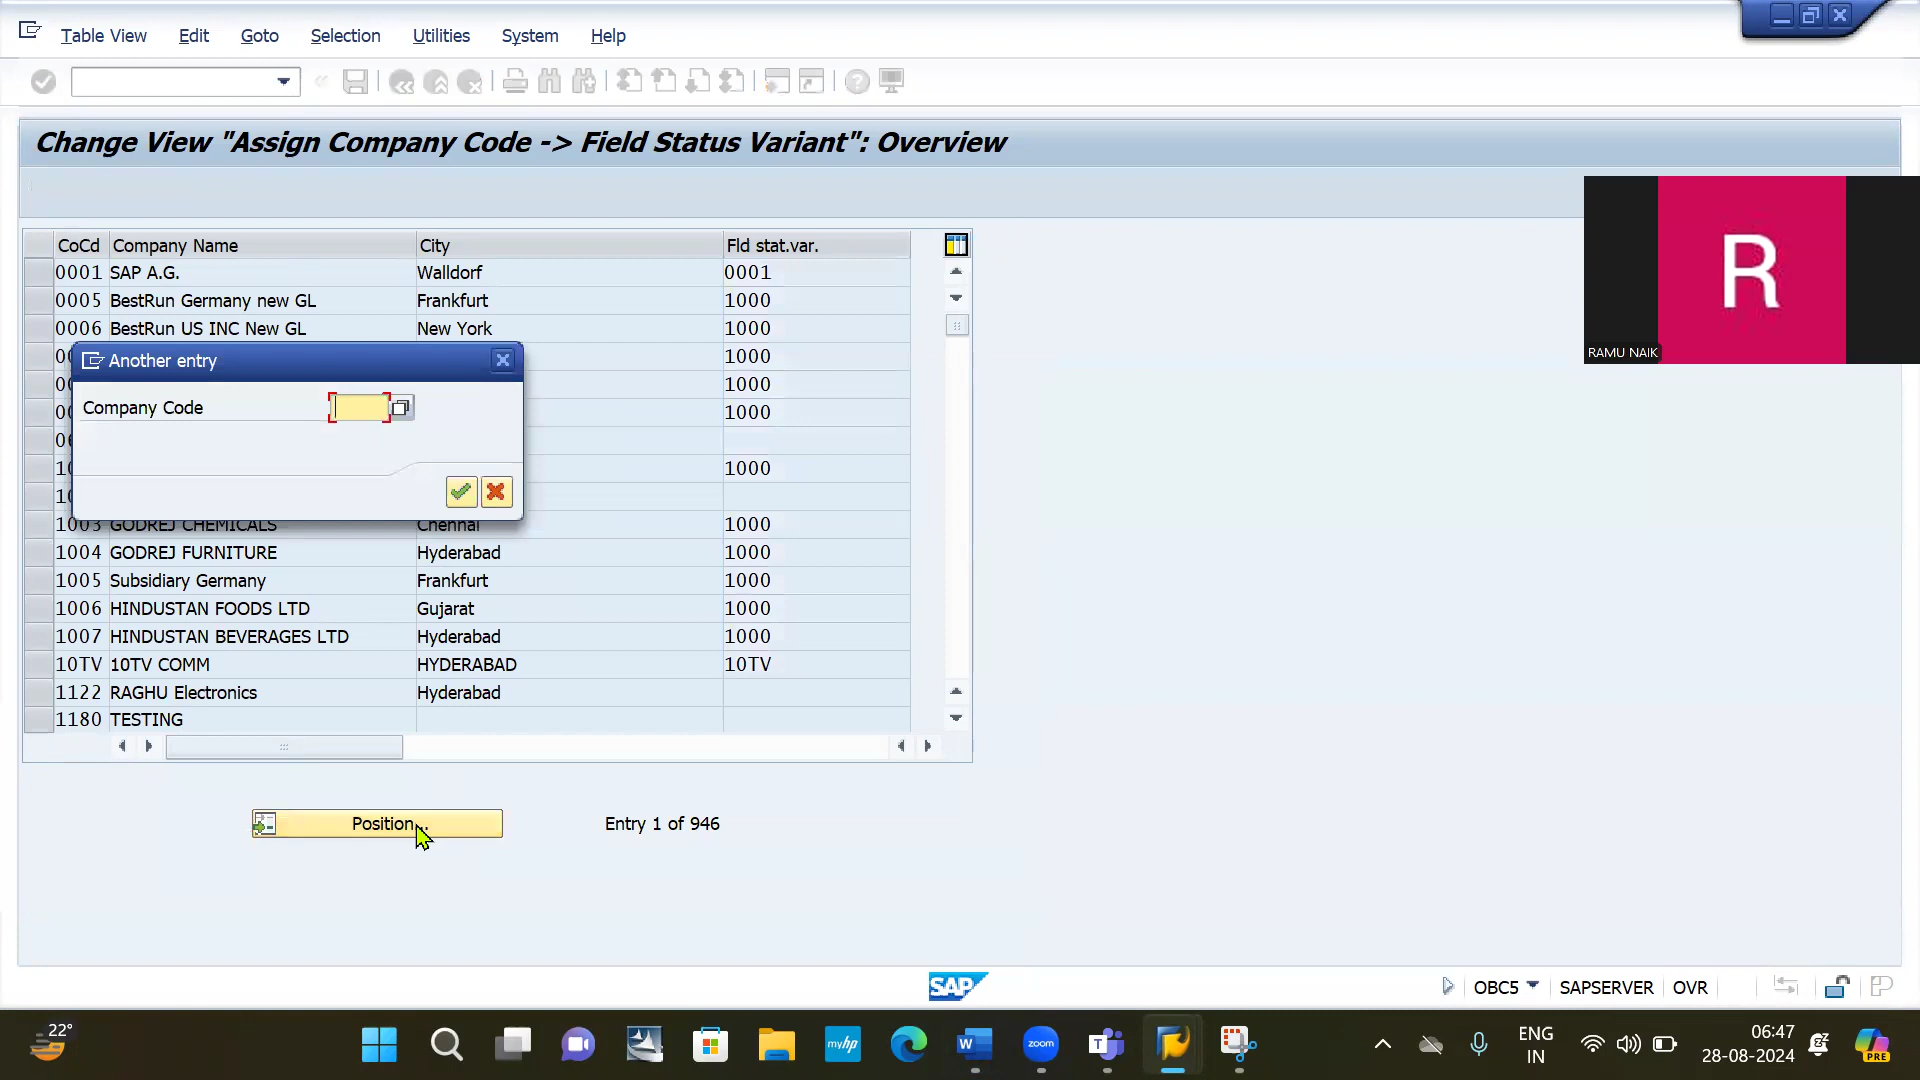 Table View Edit Goto Selection Utilities System Help
Change View "Assign Company Code -> Field Status Variant": Overview
R
RAMU NAIK
CoCd Company Name City Fld stat.var.
0001 SAP A.G. Walldorf 0001
0005 BestRun Germany new GL Frankfurt 1000
0006 BestRun US INC New GL New York 1000
1000
1000
1000
1000
Another entry
Company Code
1003 GODREJ CHEMICALS Chennai 1000
1004 GODREJ FURNITURE Hyderabad 1000
1005 Subsidiary Germany Frankfurt 1000
1006 HINDUSTAN FOODS LTD Gujarat 1000
1007 HINDUSTAN BEVERAGES LTD Hyderabad 1000
10TV 10TV COMM HYDERABAD 10TV
1122 RAGHU Electronics Hyderabad
1180 TESTING
Position... Entry 1 of 946
SAP OBC5 SAPSERVER OVR
22°
myhp
W
zoom
T
ENG
IN
06:47
28-08-2024
PRE